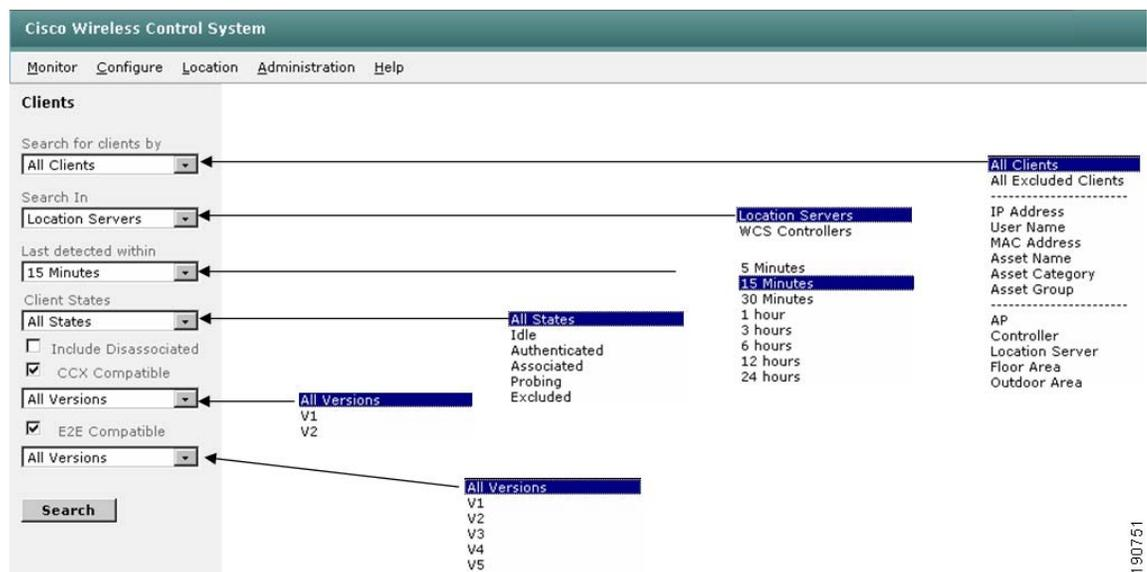 Cisco Wireless Control System
Monitor Configure Location Administration Help
Clients
Search for clients by
All Clients
Search In
Location Servers
Last detected within
15 Minutes
Client States
All States
Include Disassociated
CCX Compatible
All Versions
E2E Compatible
All Versions
Search
All Versions
V1
V2
All Versions
V1
V2
V3
V4
V5
All States
Idle
Authenticated
Associated
Probing
Excluded
Location Servers
WCS Controllers
5 Minutes
15 Minutes
30 Minutes
1 hour
3 hours
6 hours
12 hours
24 hours
All Clients
All Excluded Clients
----------------------
IP Address
User Name
MAC Address
Asset Name
Asset Category
Asset Group
----------------------
AP
Controller
Location Server
Floor Area
Outdoor Area
190751